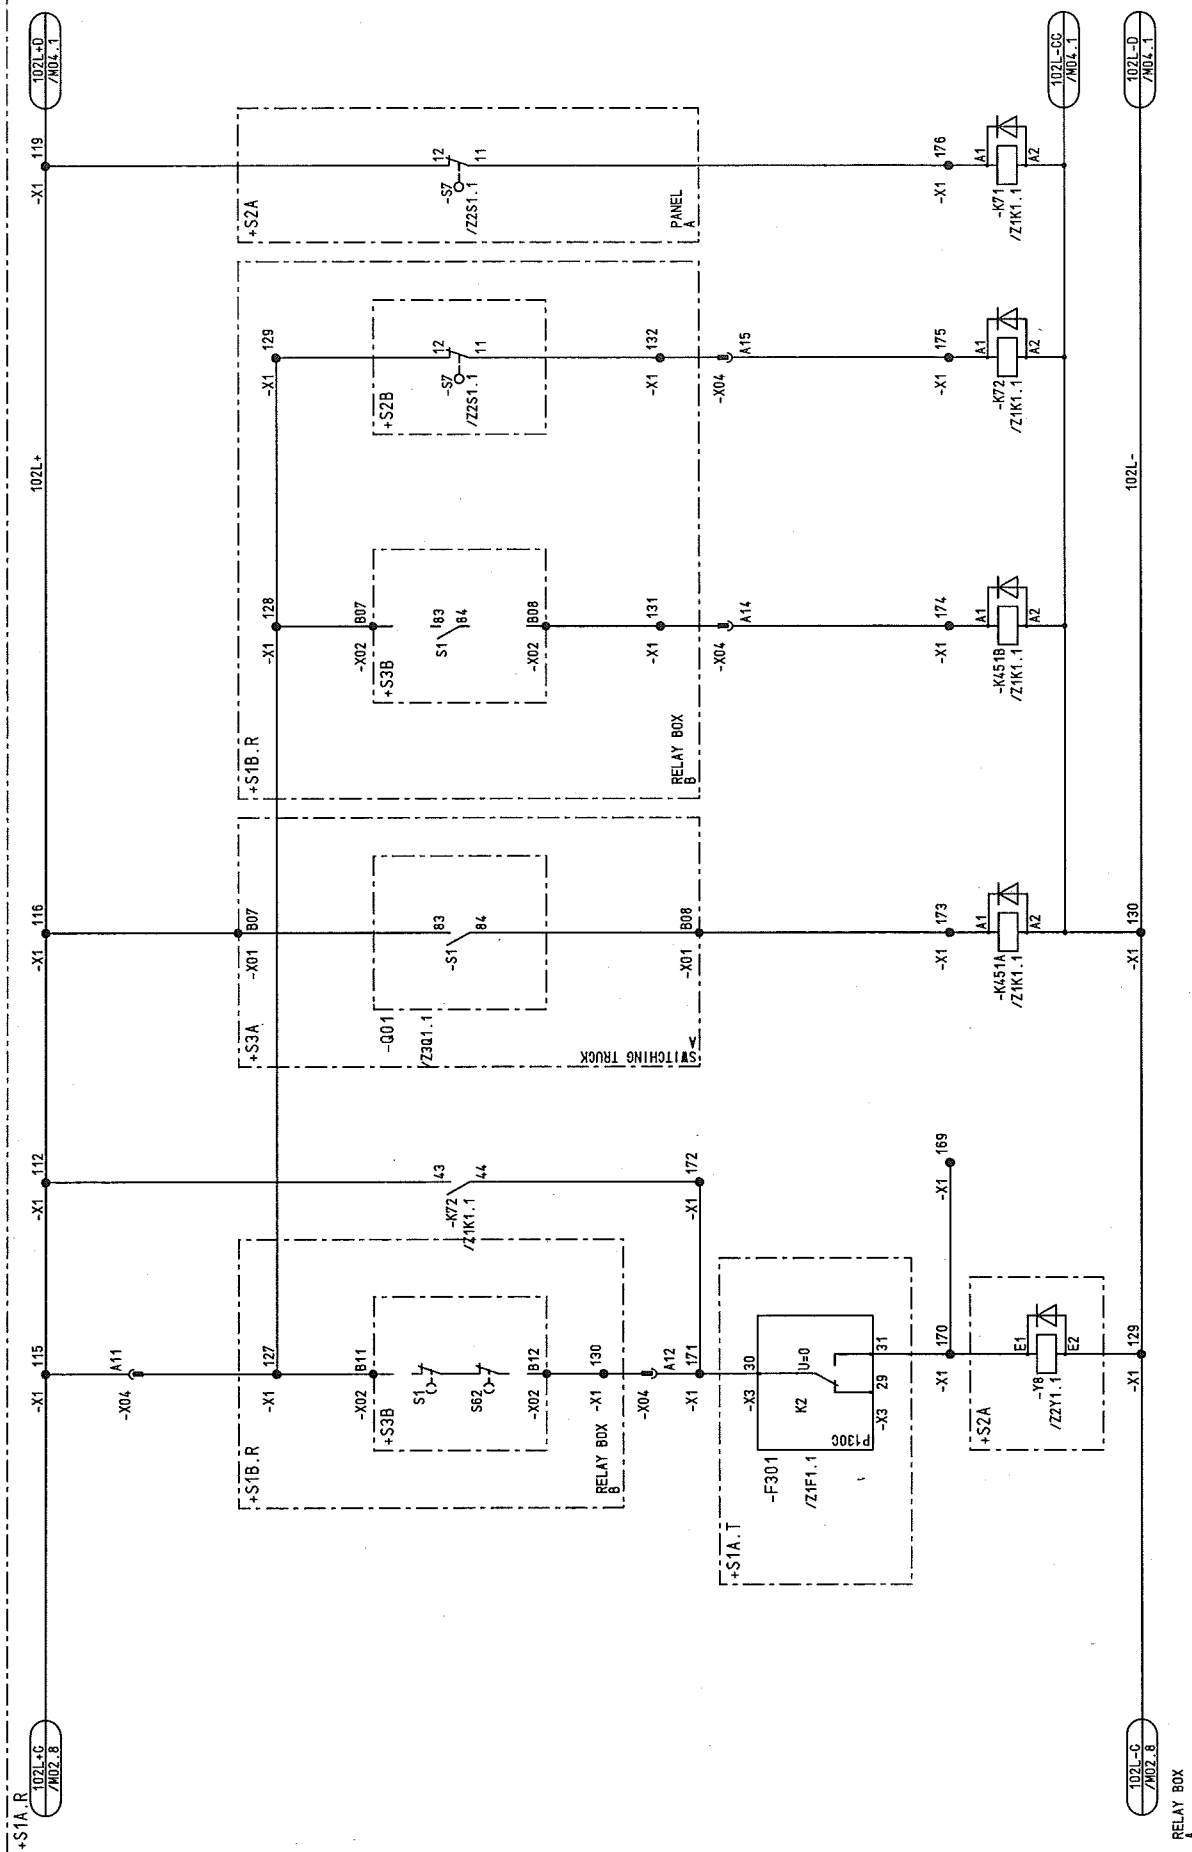 +S1A.R
102L+C
/M02.8
102L+
102L+D
/M04.1
-X1 115
-X1 112
-X1 116
-X1 119
-X04 A11
+S1B.R
-X1 127
-X02 B11
+S3B
S1
S62
-X02 B12
-X1 130
RELAY BOX
B
-X04 A12
-X1 171
43
44
-K72
/Z1K1.1
-X1 172
+S3A
-X01 B07
-Q01
/Z3Q1.1
83
84
-S1
-X01 B08
SWITCHING TRUCK
A
+S1B.R
-X1 128
-X02 B07
+S3B
S1
83
84
-X02 B08
-X1 131
RELAY BOX
B
-X04 A14
-X1 129
+S2B
12
11
-S7
/Z2S1.1
-X1 132
-X04 A15
+S2A
12
11
-S7
/Z2S1.1
PANEL
A
+S1A.T
-F301
/Z1F1.1
-X3 30
K2
U=0
P130C
-X3 29
31
-X1 170
-X1 169
+S2A
-Y8
/Z2Y1.1
E1
E2
-X1 129
-X1 173
-K451A
/Z1K1.1
A1
A2
-X1 130
-X1 174
-K451B
/Z1K1.1
A1
A2
-X1 175
-K72
/Z1K1.1
A1
A2
-X1 176
-K71
/Z1K1.1
A1
A2
102L-CC
/M04.1
102L-C
/M02.8
102L-
102L-D
/M04.1
RELAY BOX
A